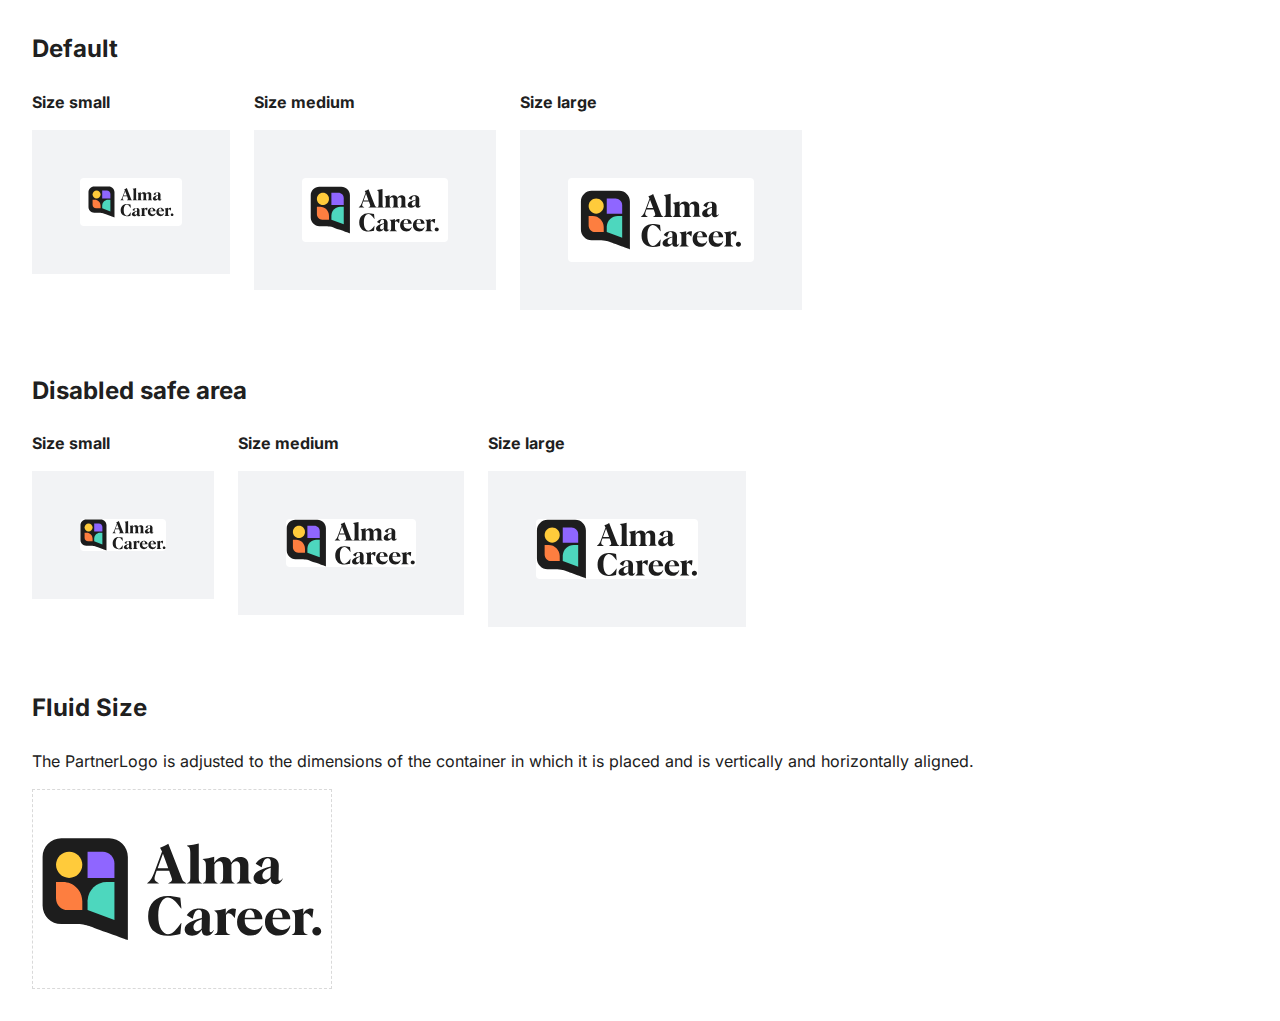 Default
Size small
Size medium
Size large
Alma
Career.
Alma
Career.
Alma
Career.
Disabled safe area
Size small
Size medium
Size large
Alma
Career.
Alma
Career.
Alma
Career.
Fluid Size
The PartnerLogo is adjusted to the dimensions of the container in which it is placed and is vertically and horizontally aligned.
Alma
Career.